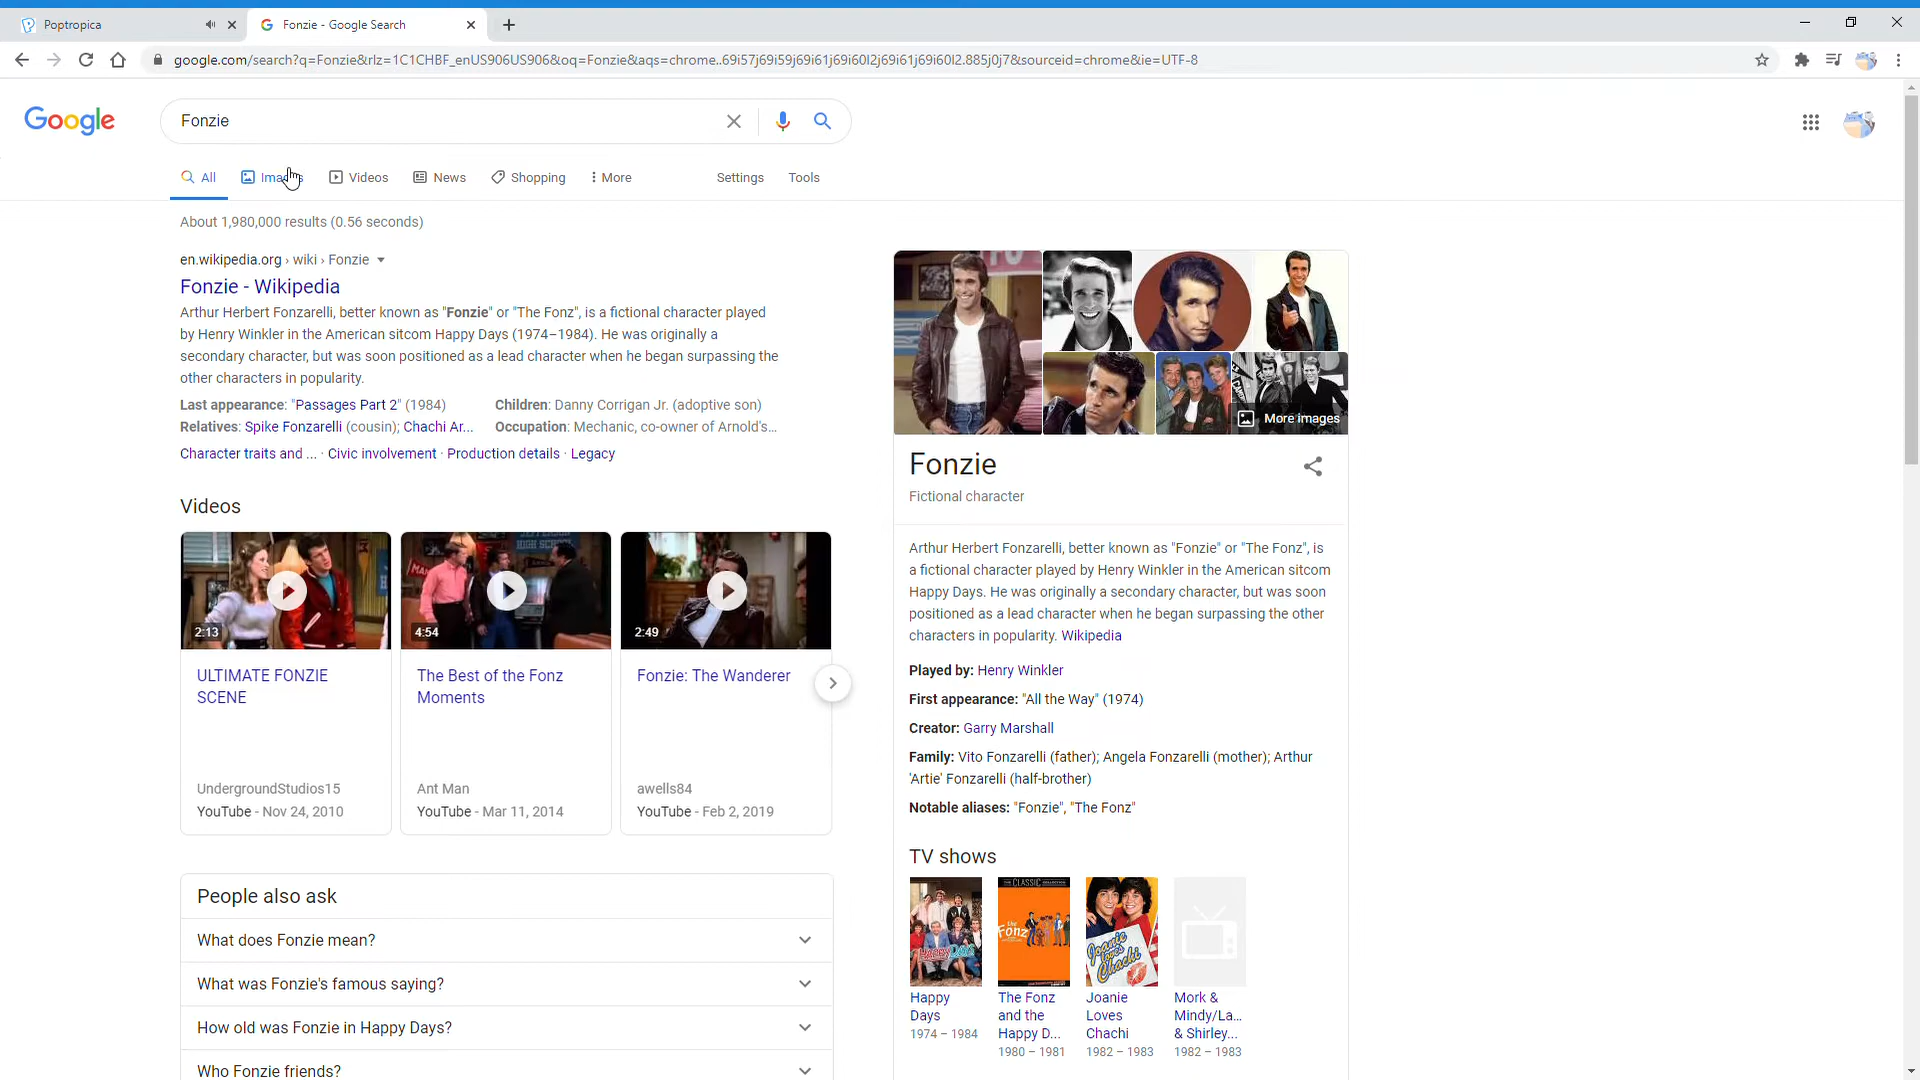 Poptropica
Fonzie - Google Search
google.com/search?q=Fonzie&rlz=1C1CHBF_enUS906US906&oq=Fonzie&aqs=chrome..69i57j69i59j69i61j69i60l2j69i61j69i60l2.885j0j7&sourceid=chrome&ie=UTF-8
Google
Fonzie
All
Images
Videos
News
Shopping
More
Settings
Tools
About 1,980,000 results (0.56 seconds)
en.wikipedia.org › wiki › Fonzie
Fonzie - Wikipedia
Arthur Herbert Fonzarelli, better known as "Fonzie" or "The Fonz", is a fictional character played
by Henry Winkler in the American sitcom Happy Days (1974–1984). He was originally a
secondary character, but was soon positioned as a lead character when he began surpassing the
other characters in popularity.
Last appearance: "Passages Part 2" (1984)
Children: Danny Corrigan Jr. (adoptive son)
Relatives: Spike Fonzarelli (cousin); Chachi Ar...
Occupation: Mechanic, co-owner of Arnold's...
Character traits and ... · Civic involvement · Production details · Legacy
Videos
2:13
ULTIMATE FONZIE
SCENE
UndergroundStudios15
YouTube - Nov 24, 2010
4:54
The Best of the Fonz
Moments
Ant Man
YouTube - Mar 11, 2014
2:49
Fonzie: The Wanderer
awells84
YouTube - Feb 2, 2019
People also ask
What does Fonzie mean?
What was Fonzie's famous saying?
How old was Fonzie in Happy Days?
Who Fonzie friends?
More images
Fonzie
Fictional character
Arthur Herbert Fonzarelli, better known as "Fonzie" or "The Fonz", is
a fictional character played by Henry Winkler in the American sitcom
Happy Days. He was originally a secondary character, but was soon
positioned as a lead character when he began surpassing the other
characters in popularity. Wikipedia
Played by: Henry Winkler
First appearance: "All the Way" (1974)
Creator: Garry Marshall
Family: Vito Fonzarelli (father); Angela Fonzarelli (mother); Arthur
'Artie' Fonzarelli (half-brother)
Notable aliases: "Fonzie", "The Fonz"
TV shows
HAPPY DAYS
Happy
Days
1974 – 1984
the Fonz
The Fonz
and the
Happy D...
1980 – 1981
Joanie Loves Chachi
Joanie
Loves
Chachi
1982 – 1983
Mork &
Mindy/La...
& Shirley...
1982 – 1983